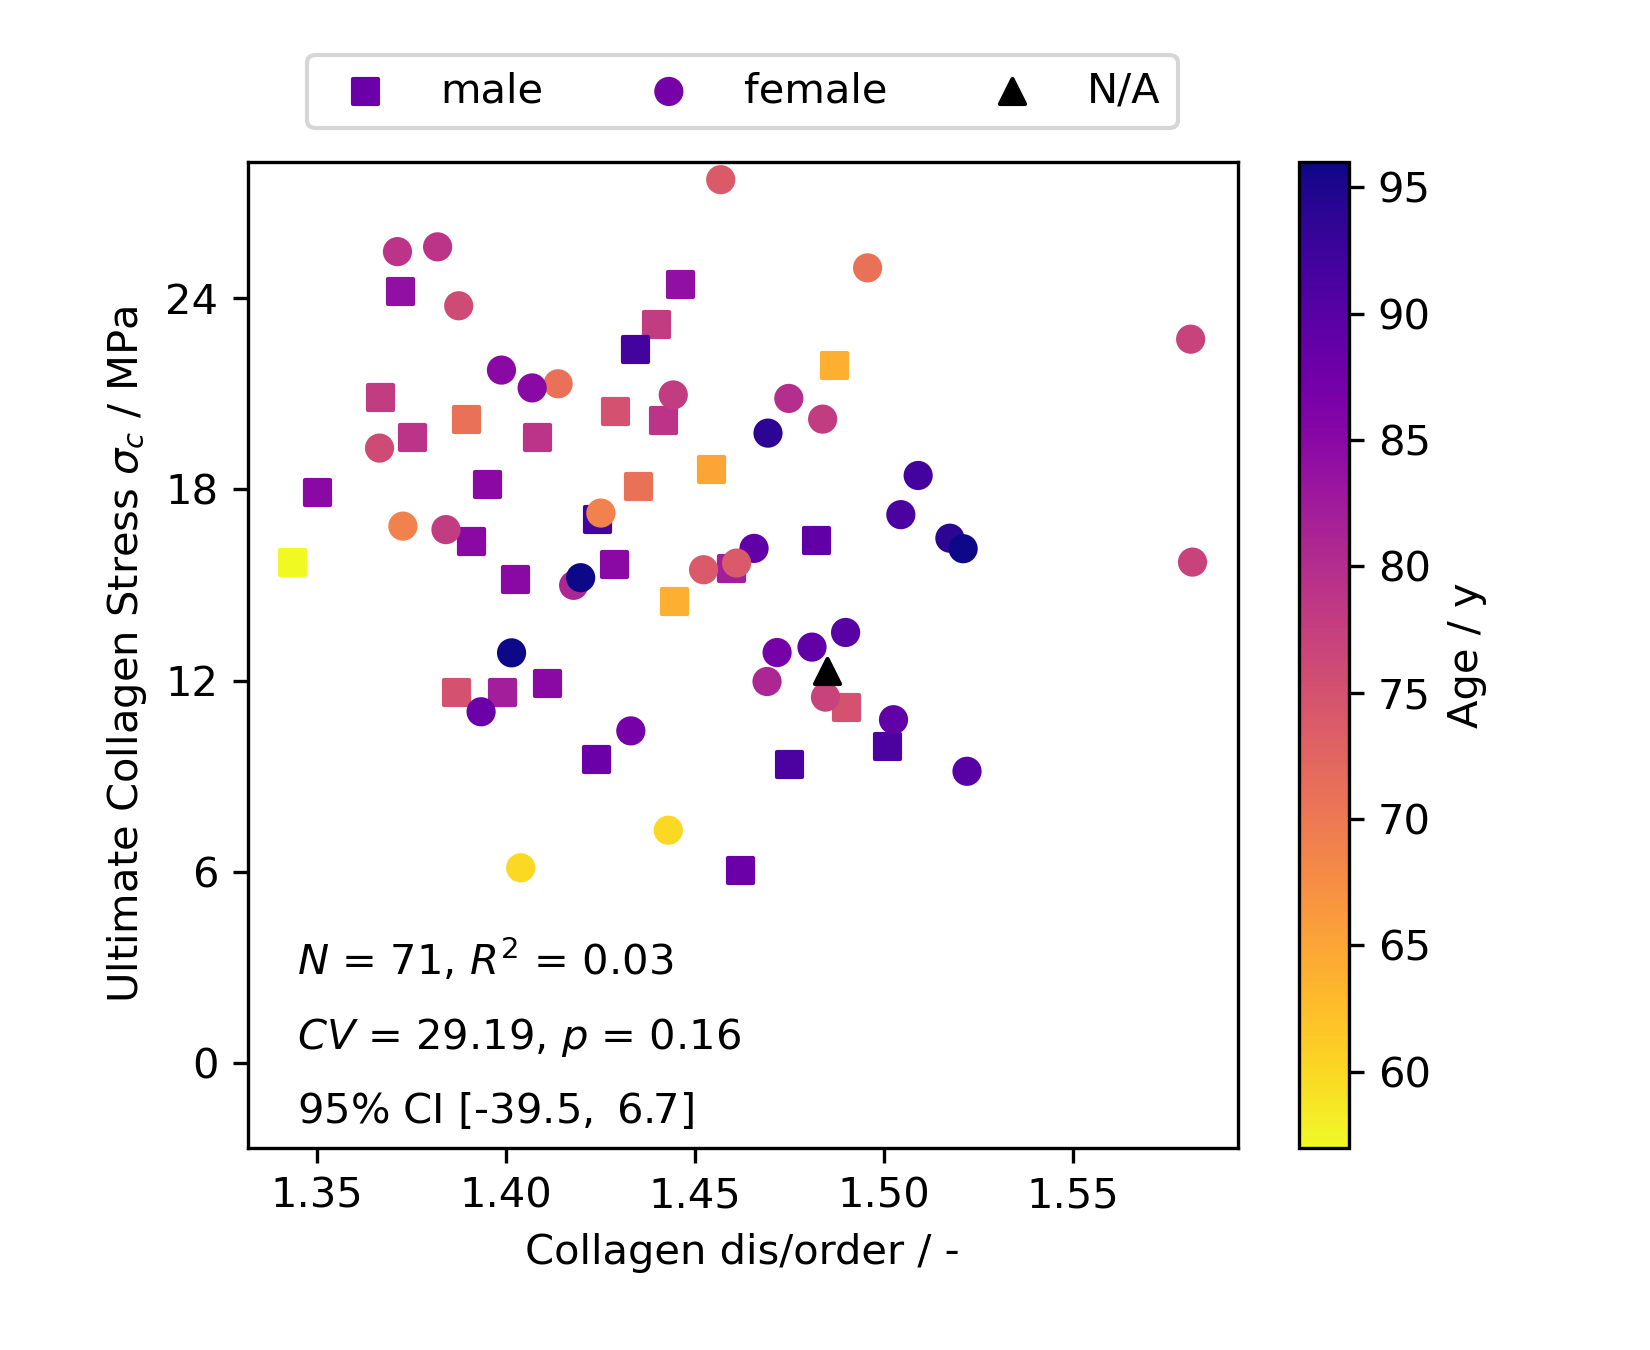 male female N/A
Ultimate Collagen Stress σ_c / MPa
24
18
12
6
0
N = 71, R² = 0.03
CV = 29.19, p = 0.16
95% CI [-39.5, 6.7]
1.35 1.40 1.45 1.50 1.55
Collagen dis/order / -
95
90
85
80
75
70
65
60
Age / y